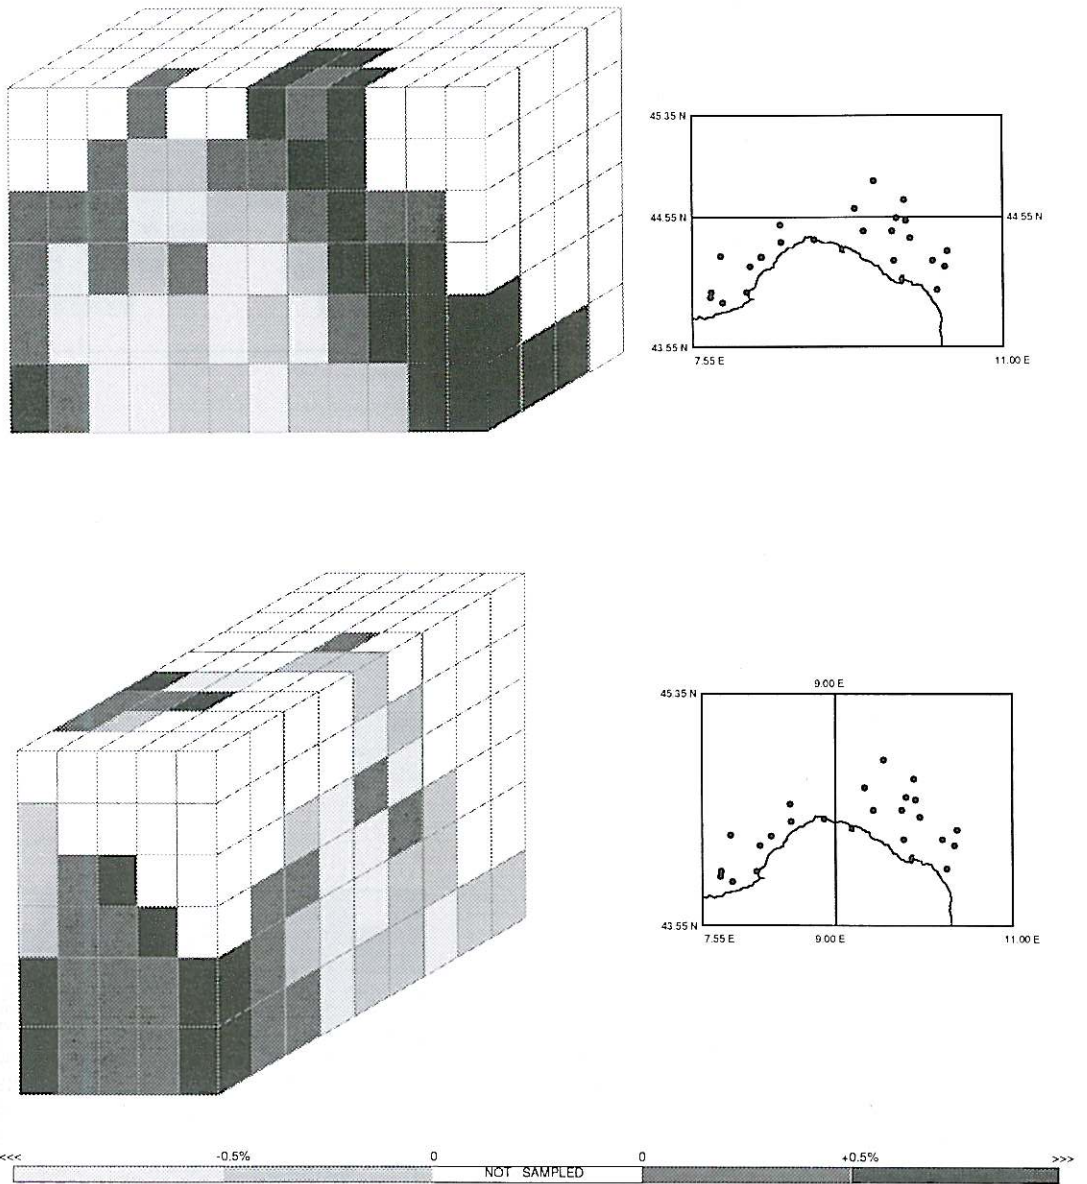 45.35 N
44.55 N 44.55 N
43.55 N
7.55 E 11.00 E
9.00 E
45.35 N
43.55 N
7.55 E 9.00 E 11.00 E
<<< -0.5% 0 0 +0.5% >>>
NOT SAMPLED